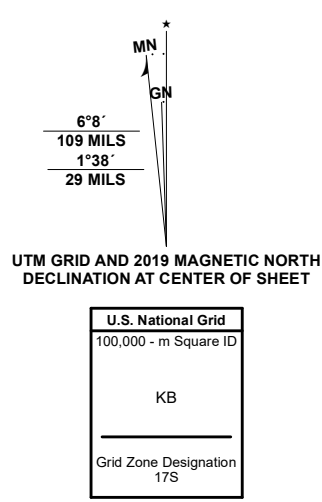 ★
MN
GN
6°8´
109 MILS
1°38´
29 MILS
UTM GRID AND 2019 MAGNETIC NORTH
DECLINATION AT CENTER OF SHEET
U.S. National Grid
100,000 - m Square ID
KB
Grid Zone Designation
17S